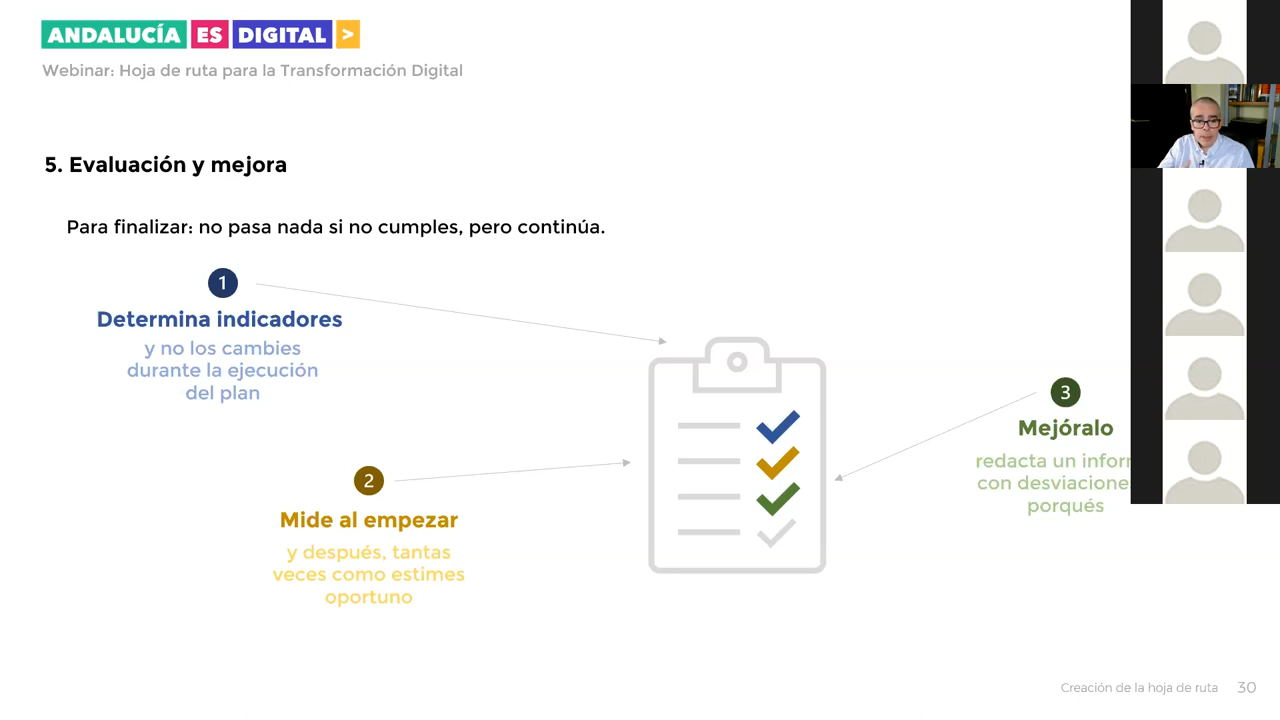 ANDALUCÍA ES DIGITAL >
Webinar: Hoja de ruta para la Transformación Digital
5. Evaluación y mejora
Para finalizar: no pasa nada si no cumples, pero continúa.
1
Determina indicadores
y no los cambies
durante la ejecución
del plan
2
Mide al empezar
y después, tantas
veces como estimes
oportuno
3
Mejóralo
redacta un
con
porqués
Creación de la hoja de ruta 30